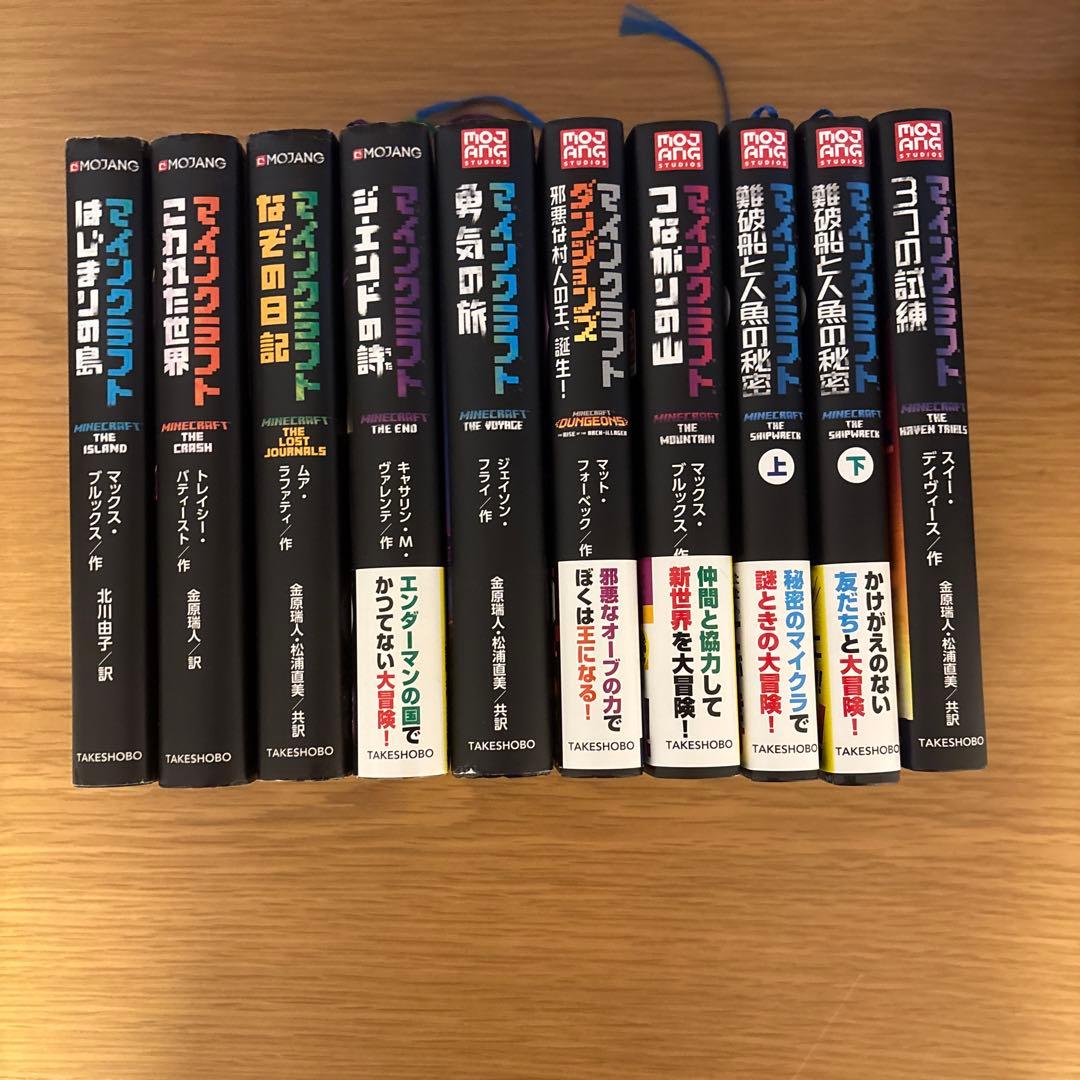 MOJANG
マインクラフト
はじまりの島
MINECRAFT
THE
ISLAND
マックス・
ブルックス/作
北川由子/訳
TAKESHOBO
MOJANG
マインクラフト
こわれた世界
MINECRAFT
THE
CRASH
トレイシー・
バティースト/作
金原瑞人/訳
TAKESHOBO
MOJANG
マインクラフト
なぞの日記
MINECRAFT
THE
LOST
JOURNALS
ムア・
ラファティ/作
金原瑞人・松浦直美/共訳
TAKESHOBO
MOJANG
マインクラフト
ジ・エンドの詩
うた
MINECRAFT
THE END
キャサリン・M・
ヴァレンテ/作
エンダーマンの国で
かつてない大冒険!
TAKESHOBO
MOJANG
STUDIOS
マインクラフト
勇気の旅
MINECRAFT
THE VOYAGE
ジェイソン・
フライ/作
金原瑞人・松浦直美/共訳
TAKESHOBO
MOJANG
STUDIOS
マインクラフト
ダンジョンズ
邪悪な村人の王、誕生!
MINECRAFT
DUNGEONS
THE RISE OF THE ARCH-ILLAGER
マット・
フォーベック/作
邪悪なオーブの力で
ぼくは王になる!
TAKESHOBO
MOJANG
STUDIOS
マインクラフト
つながりの山
MINECRAFT
THE
MOUNTAIN
マックス・
ブルックス/作
仲間と協力して
新世界を大冒険!
TAKESHOBO
MOJANG
STUDIOS
マインクラフト
難破船と人魚の秘密
MINECRAFT
THE
SHIPWRECK
上
秘密のマイクラで
謎ときの大冒険!
TAKESHOBO
MOJANG
STUDIOS
マインクラフト
難破船と人魚の秘密
MINECRAFT
THE
SHIPWRECK
下
かけがえのない
友だちと大冒険!
TAKESHOBO
MOJANG
STUDIOS
マインクラフト
3つの試練
MINECRAFT
THE
HAVEN TRIALS
スイー・
デイヴィース/作
金原瑞人・松浦直美/共訳
TAKESHOBO